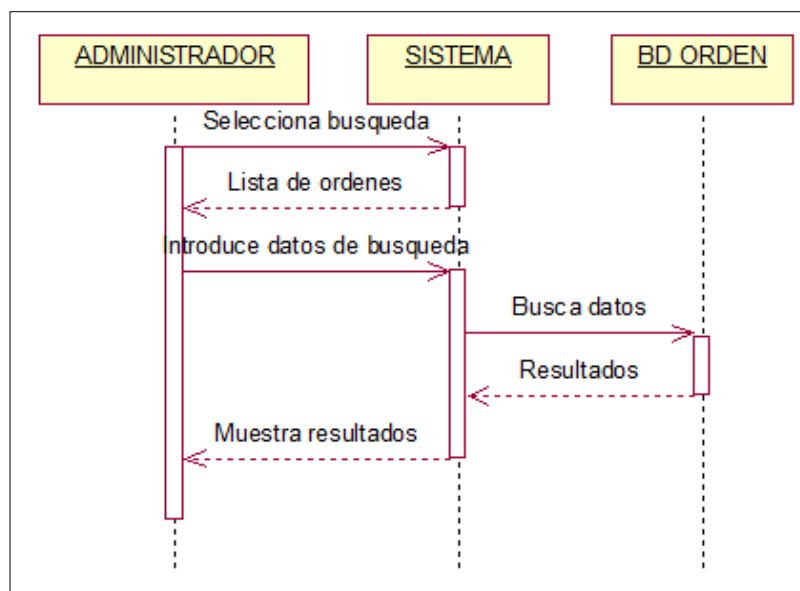 ADMINISTRADOR
SISTEMA
BD ORDEN
Selecciona busqueda
Lista de ordenes
Introduce datos de busqueda
Busca datos
Resultados
Muestra resultados